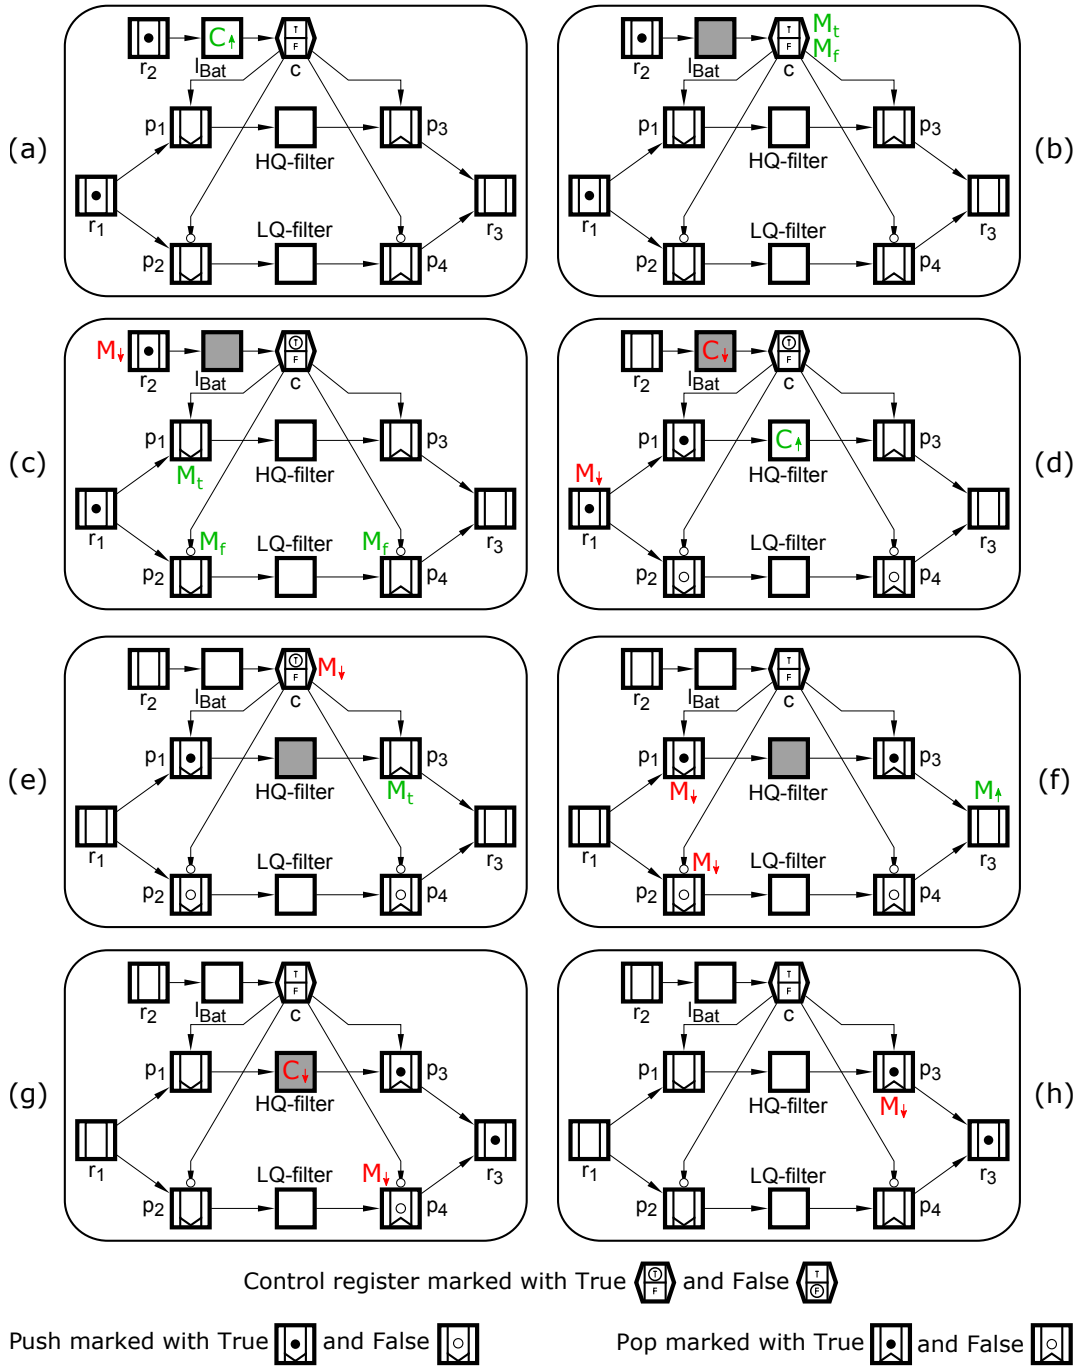 C↑
T
F
r2
lBat
c
p1
p3
HQ-filter
(a)
r1
r3
LQ-filter
p2
p4
Mt
Mf
T
F
r2
lBat
c
p1
p3
HQ-filter
(b)
r1
r3
LQ-filter
p2
p4
M↓
T
F
r2
lBat
c
p1
p3
(c)
Mt
HQ-filter
r1
r3
Mf
LQ-filter
Mf
p2
p4
C↓
T
F
r2
lBat
c
p1
C↑
p3
HQ-filter
(d)
M↓
r1
r3
LQ-filter
p2
p4
T
F
M↓
r2
lBat
c
p1
p3
HQ-filter
Mt
(e)
r1
r3
LQ-filter
p2
p4
T
F
r2
lBat
c
p1
p3
M↓
HQ-filter
M↑
(f)
r1
r3
M↓
LQ-filter
p2
p4
T
F
r2
lBat
c
p1
C↓
p3
HQ-filter
(g)
r1
r3
M↓
LQ-filter
p2
p4
T
F
r2
lBat
c
p1
p3
HQ-filter
M↓
(h)
r1
r3
LQ-filter
p2
p4
Control register marked with True T F and False T F
Push marked with True and False
Pop marked with True and False